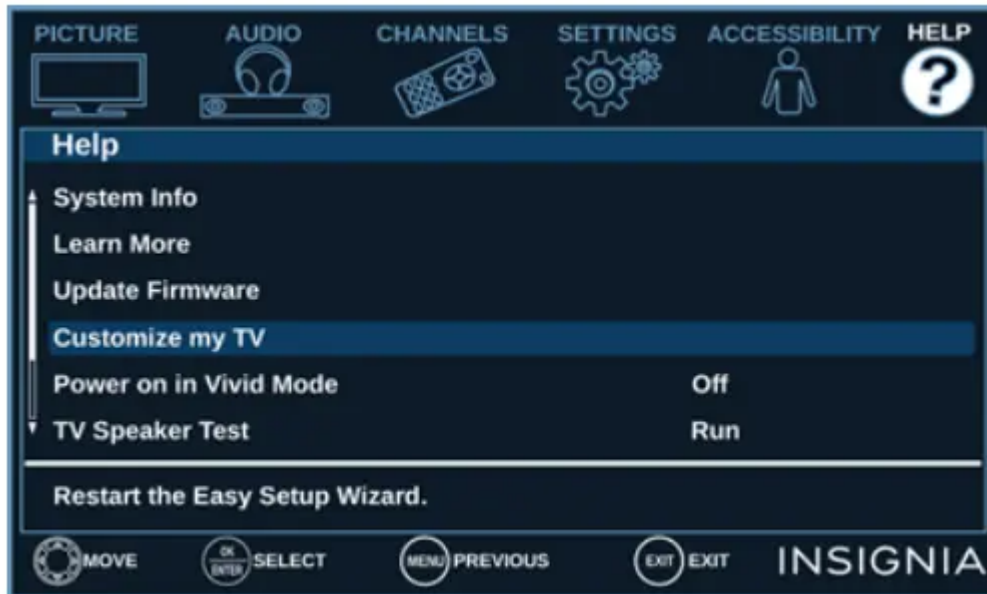 PICTURE AUDIO CHANNELS SETTINGS ACCESSIBILITY HELP
?
Help
System Info
Learn More
Update Firmware
Customize my TV
Power on in Vivid Mode Off
TV Speaker Test Run
Restart the Easy Setup Wizard.
MOVE OK ENTER SELECT MENU PREVIOUS EXIT EXIT INSIGNIA